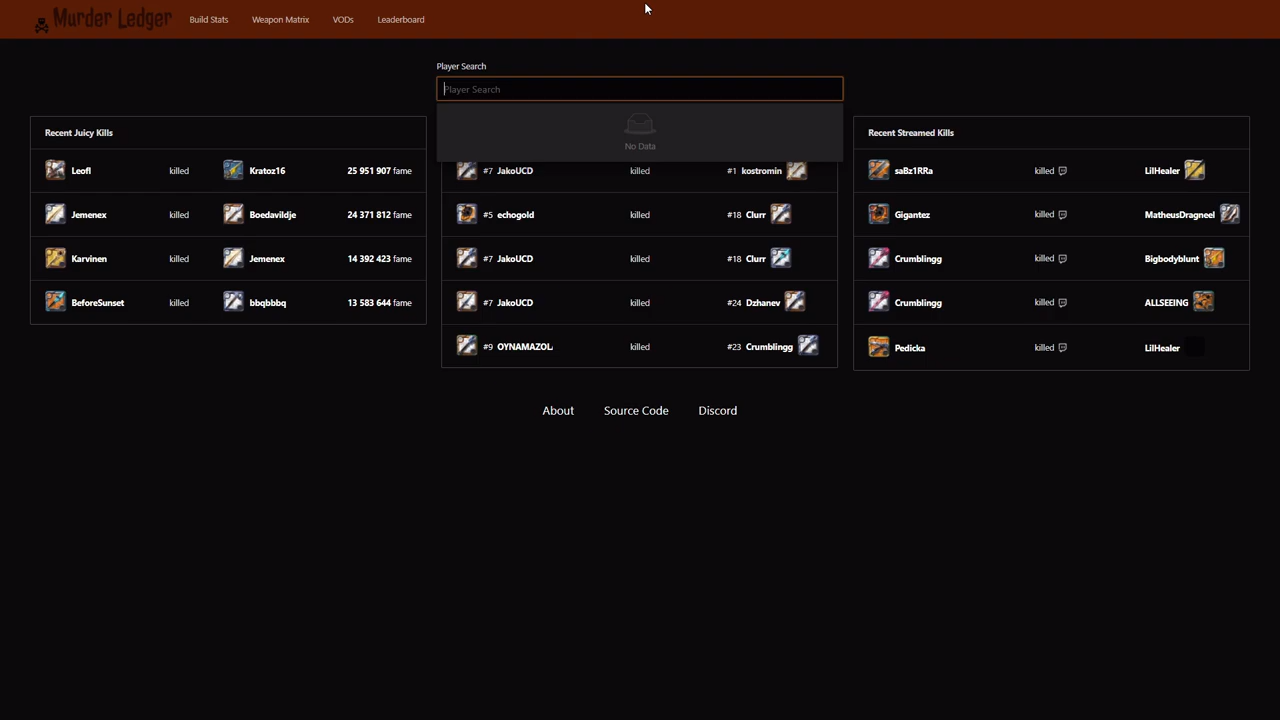 Murder Ledger
Build Stats
Weapon Matrix
VODs
Leaderboard
Player Search
Player Search
No Data
Recent Juicy Kills
Leofl killed Kratoz16 25 951 907 fame
Jemenex killed Boedavildje 24 371 812 fame
Karvinen killed Jemenex 14 392 423 fame
BeforeSunset killed bbqbbbq 13 583 644 fame
#7 JakoUCD killed #1 kostromin
#5 echogold killed #18 Clurr
#7 JakoUCD killed #18 Clurr
#7 JakoUCD killed #24 Dzhanev
#9 OYNAMAZOL killed #23 Crumblingg
Recent Streamed Kills
saBz1RRa killed LilHealer
Gigantez killed MatheusDragneel
Crumblingg killed Bigbodyblunt
Crumblingg killed ALLSEEING
Pedicka killed LilHealer
About
Source Code
Discord